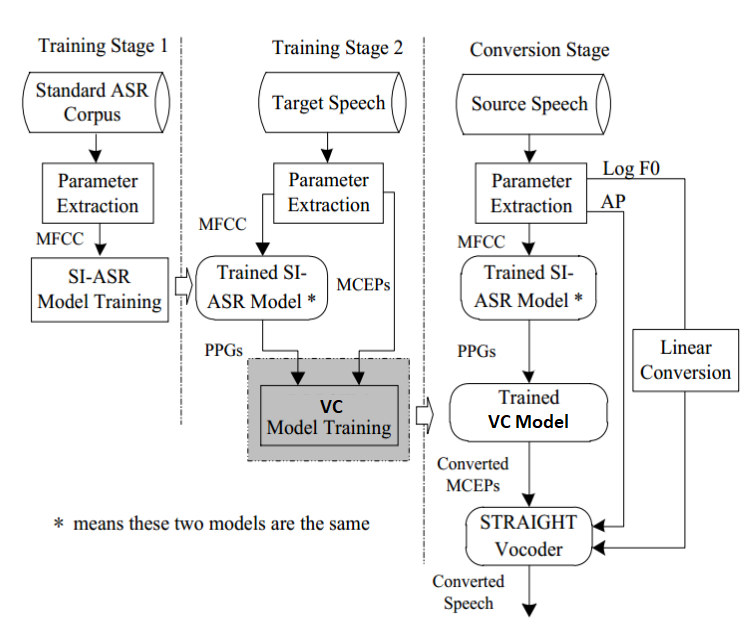 Training Stage 1
Standard ASR
Corpus
Parameter
Extraction
MFCC
SI-ASR
Model Training
Training Stage 2
Target Speech
Parameter
Extraction
MFCC
Trained SI-
ASR Model *
MCEPs
PPGs
VC
Model Training
Conversion Stage
Source Speech
Parameter
Extraction
Log F0
AP
MFCC
Trained SI-
ASR Model *
PPGs
Linear
Conversion
Trained
VC Model
Converted
MCEPs
STRAIGHT
Vocoder
Converted
Speech
* means these two models are the same